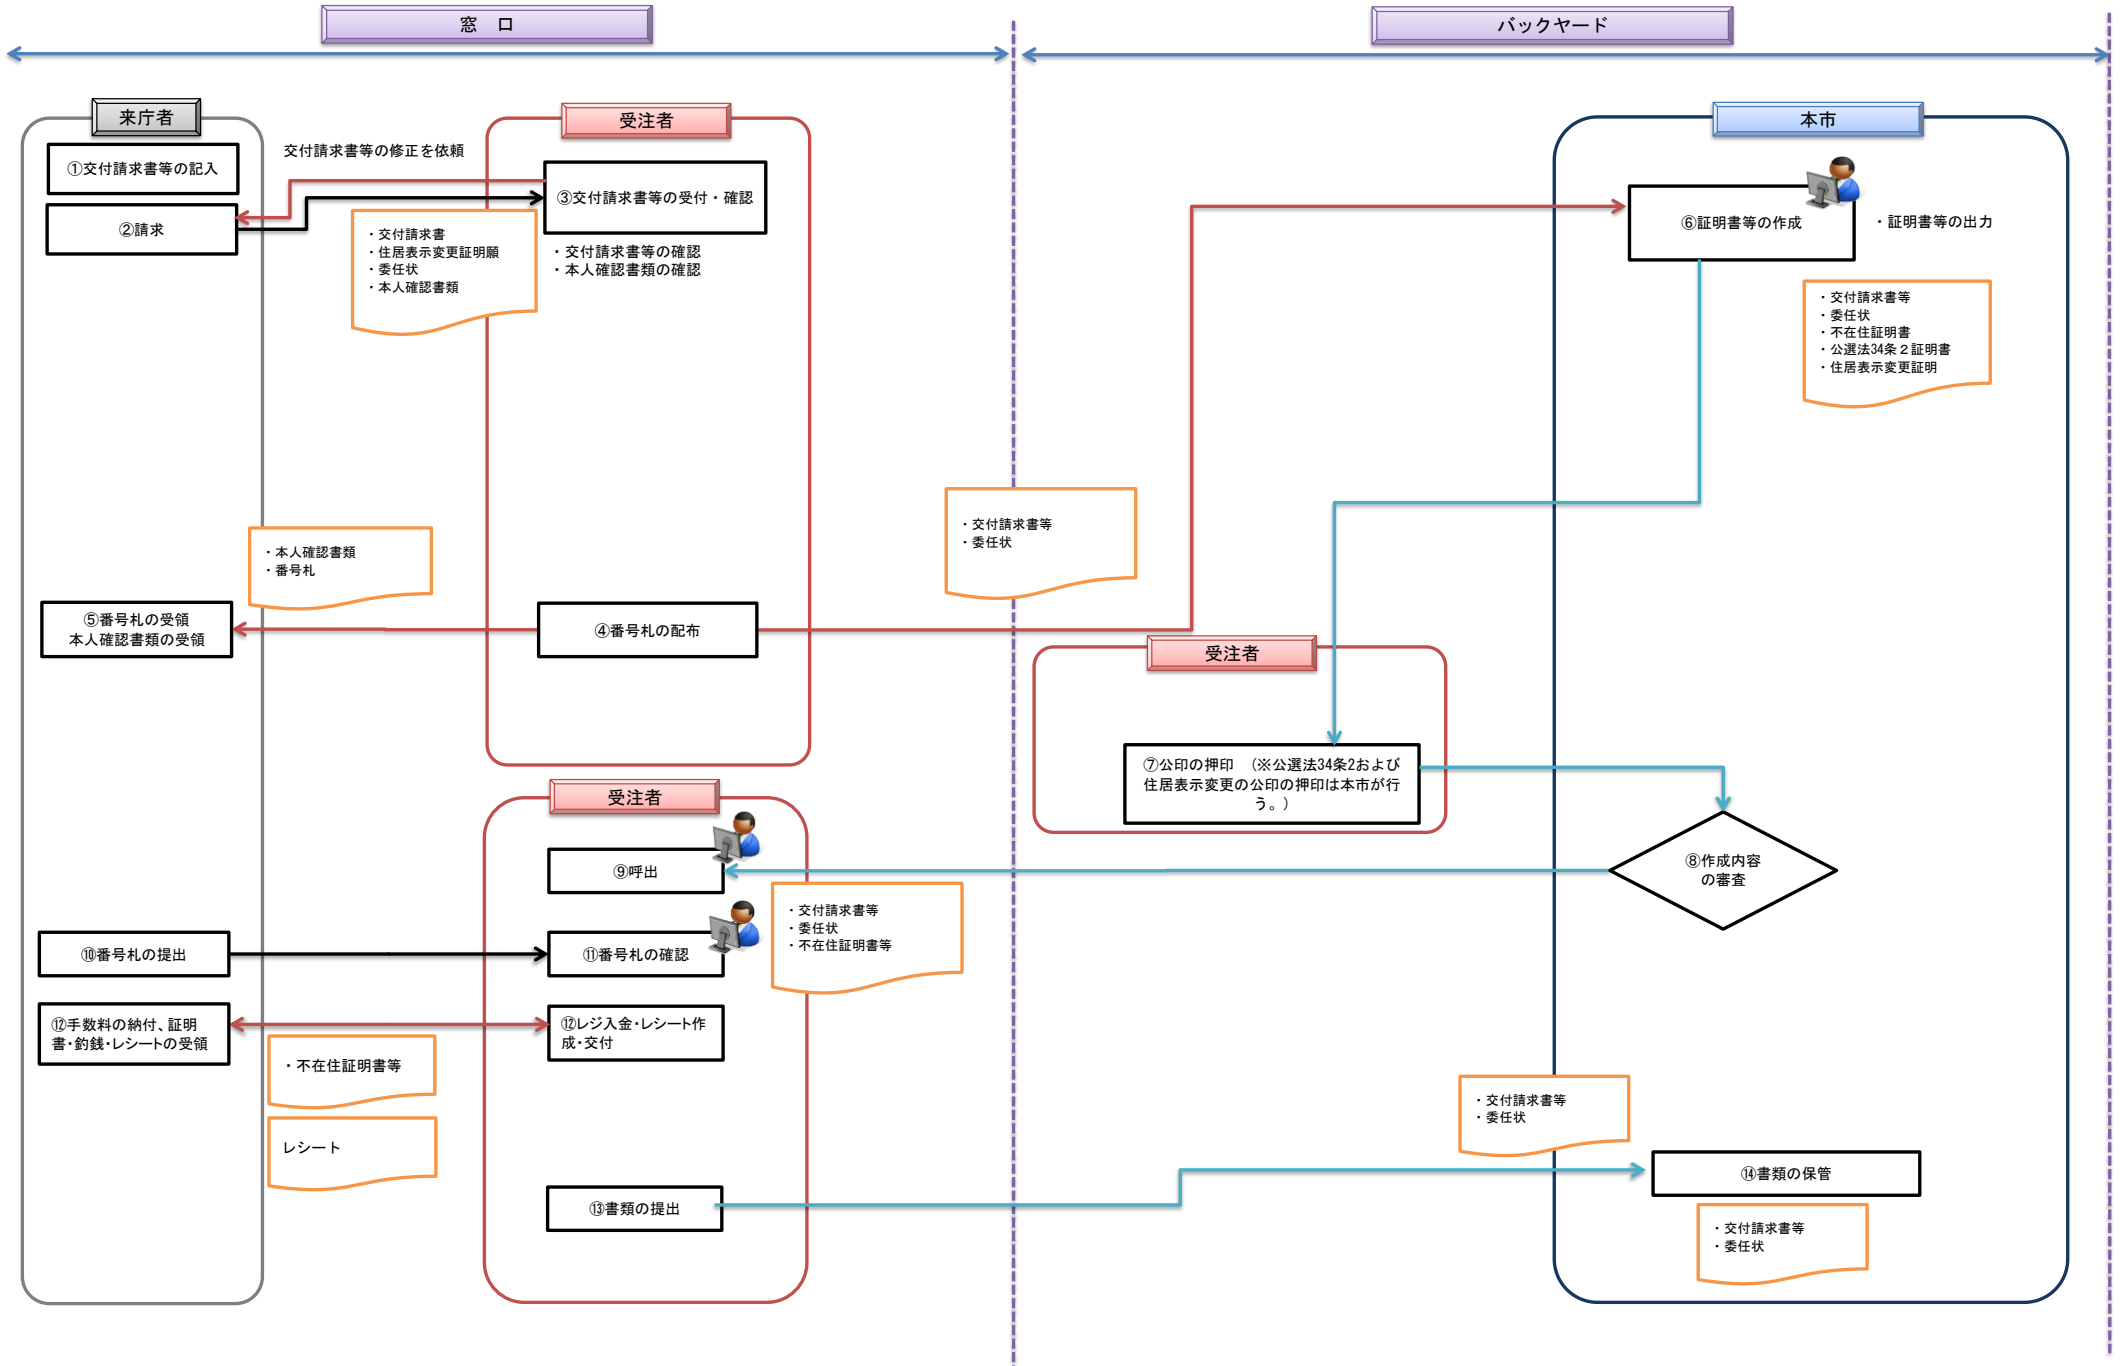 窓　口
バックヤード
来庁者
受注者
本市
①交付請求書等の記入
交付請求書等の修正を依頼
②請求
③交付請求書等の受付・確認
・交付請求書
・住居表示変更証明願
・委任状
・本人確認書類
・交付請求書等の確認
・本人確認書類の確認
⑥証明書等の作成
・証明書等の出力
・交付請求書等
・委任状
・不在住証明書
・公選法34条２証明書
・住居表示変更証明
・交付請求書等
・委任状
・本人確認書類
・番号札
⑤番号札の受領
本人確認書類の受領
④番号札の配布
受注者
⑦公印の押印　（※公選法34条2および
住居表示変更の公印の押印は本市が行
う。）
受注者
⑧作成内容
の審査
⑨呼出
・交付請求書等
・委任状
・不在住証明書等
⑩番号札の提出
⑪番号札の確認
⑫手数料の納付、証明
書・釣銭・レシートの受領
⑫レジ入金・レシート作
成・交付
・不在住証明書等
レシート
・交付請求書等
・委任状
⑬書類の提出
⑭書類の保管
・交付請求書等
・委任状